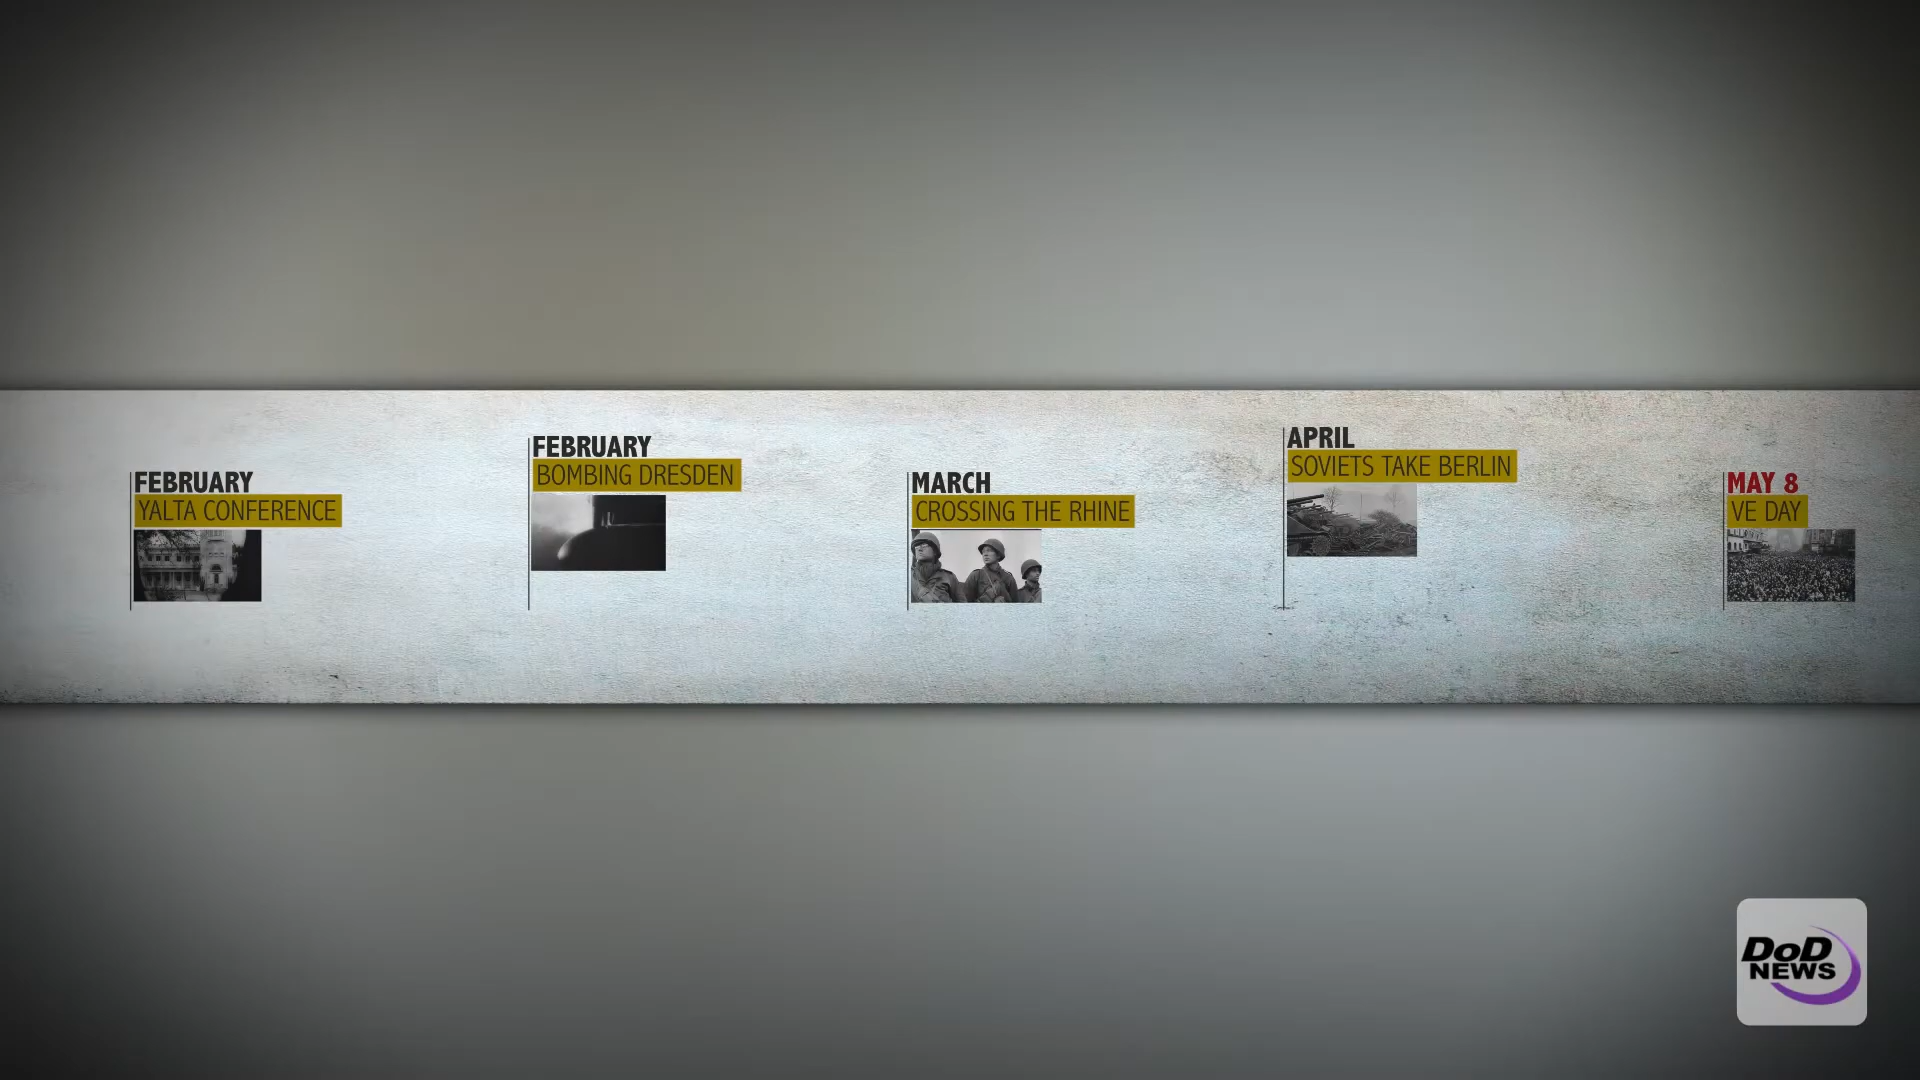 FEBRUARY
YALTA CONFERENCE
FEBRUARY
BOMBING DRESDEN
MARCH
CROSSING THE RHINE
APRIL
SOVIETS TAKE BERLIN
MAY 8
VE DAY
DoD
NEWS